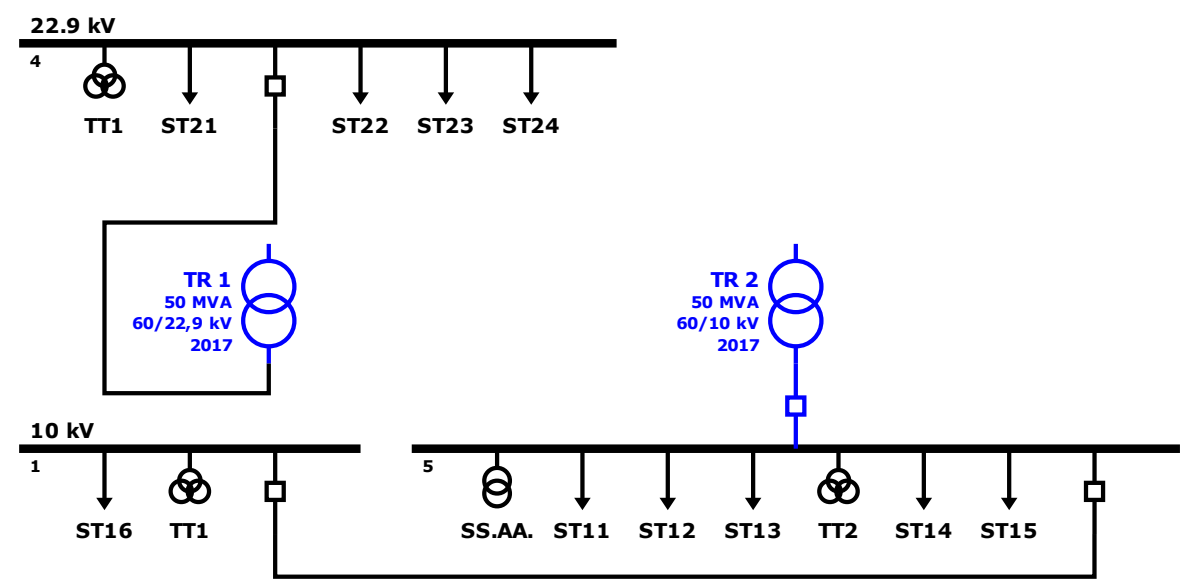 22.9 kV
4
TT1 ST21 ST22 ST23 ST24
TR 1
50 MVA
60/22,9 kV
2017
TR 2
50 MVA
60/10 kV
2017
10 kV
1
5
ST16 TT1 SS.AA. ST11 ST12 ST13 TT2 ST14 ST15